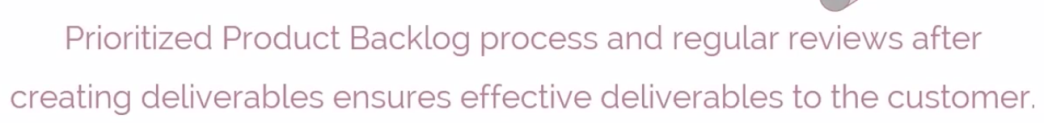 Prioritized Product Backlog process and regular reviews after
creating deliverables ensures effective deliverables to the customer.